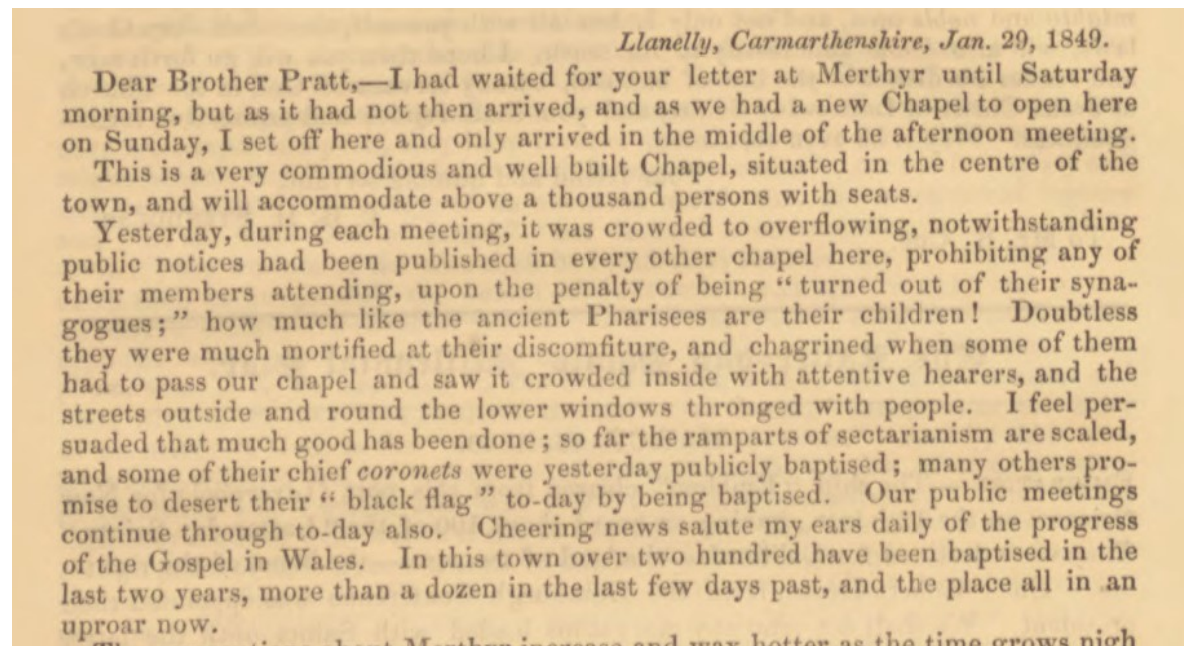 Llanelly, Carmarthenshire, Jan. 29, 1849.
Dear Brother Pratt,—I had waited for your letter at Merthyr until Saturday
morning, but as it had not then arrived, and as we had a new Chapel to open here
on Sunday, I set off here and only arrived in the middle of the afternoon meeting.
This is a very commodious and well built Chapel, situated in the centre of the
town, and will accommodate above a thousand persons with seats.
Yesterday, during each meeting, it was crowded to overflowing, notwithstanding
public notices had been published in every other chapel here, prohibiting any of
their members attending, upon the penalty of being “ turned out of their syna-
gogues ;” how much like the ancient Pharisees are their children ! Doubtless
they were much mortified at their discomfiture, and chagrined when some of them
had to pass our chapel and saw it crowded inside with attentive hearers, and the
streets outside and round the lower windows thronged with people. I feel per-
suaded that much good has been done ; so far the ramparts of sectarianism are scaled,
and some of their chief coronets were yesterday publicly baptised ; many others pro-
mise to desert their “ black flag ” to-day by being baptised. Our public meetings
continue through to-day also. Cheering news salute my ears daily of the progress
of the Gospel in Wales. In this town over two hundred have been baptised in the
last two years, more than a dozen in the last few days past, and the place all in an
uproar now.
about Merthyr increase and wax hotter as the time grows nigh